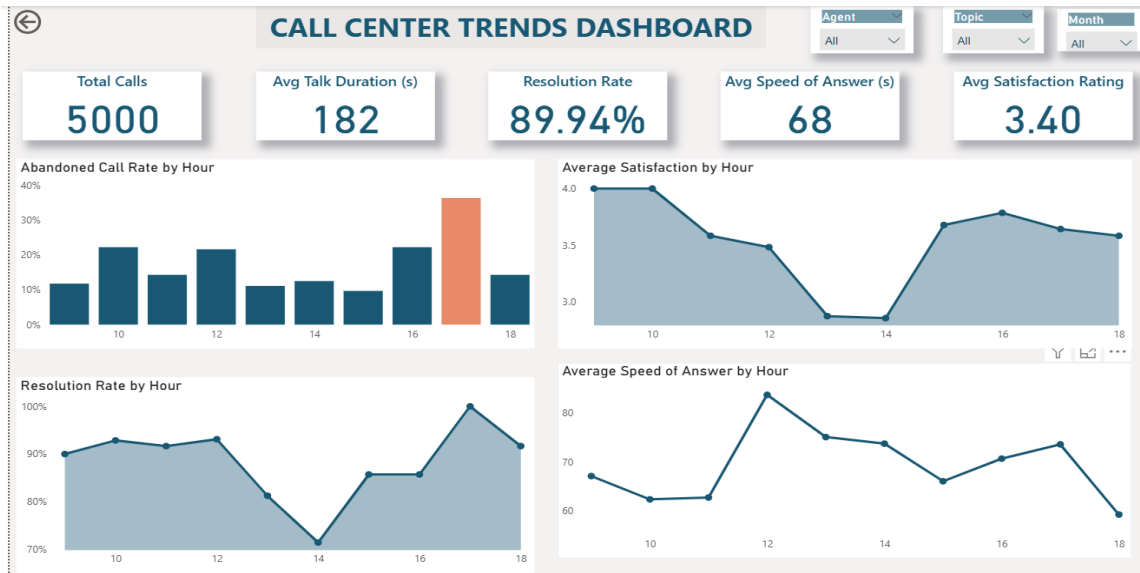 CALL CENTER TRENDS DASHBOARD
Agent
All
Topic
All
Month
All
Total Calls
5000
Avg Talk Duration (s)
182
Resolution Rate
89.94%
Avg Speed of Answer (s)
68
Avg Satisfaction Rating
3.40
Abandoned Call Rate by Hour
40%
30%
20%
10%
0%
10 12 14 16 18
Average Satisfaction by Hour
4.0
3.5
3.0
10 12 14 16 18
Resolution Rate by Hour
100%
90%
80%
70%
10 12 14 16 18
Average Speed of Answer by Hour
80
70
60
10 12 14 16 18